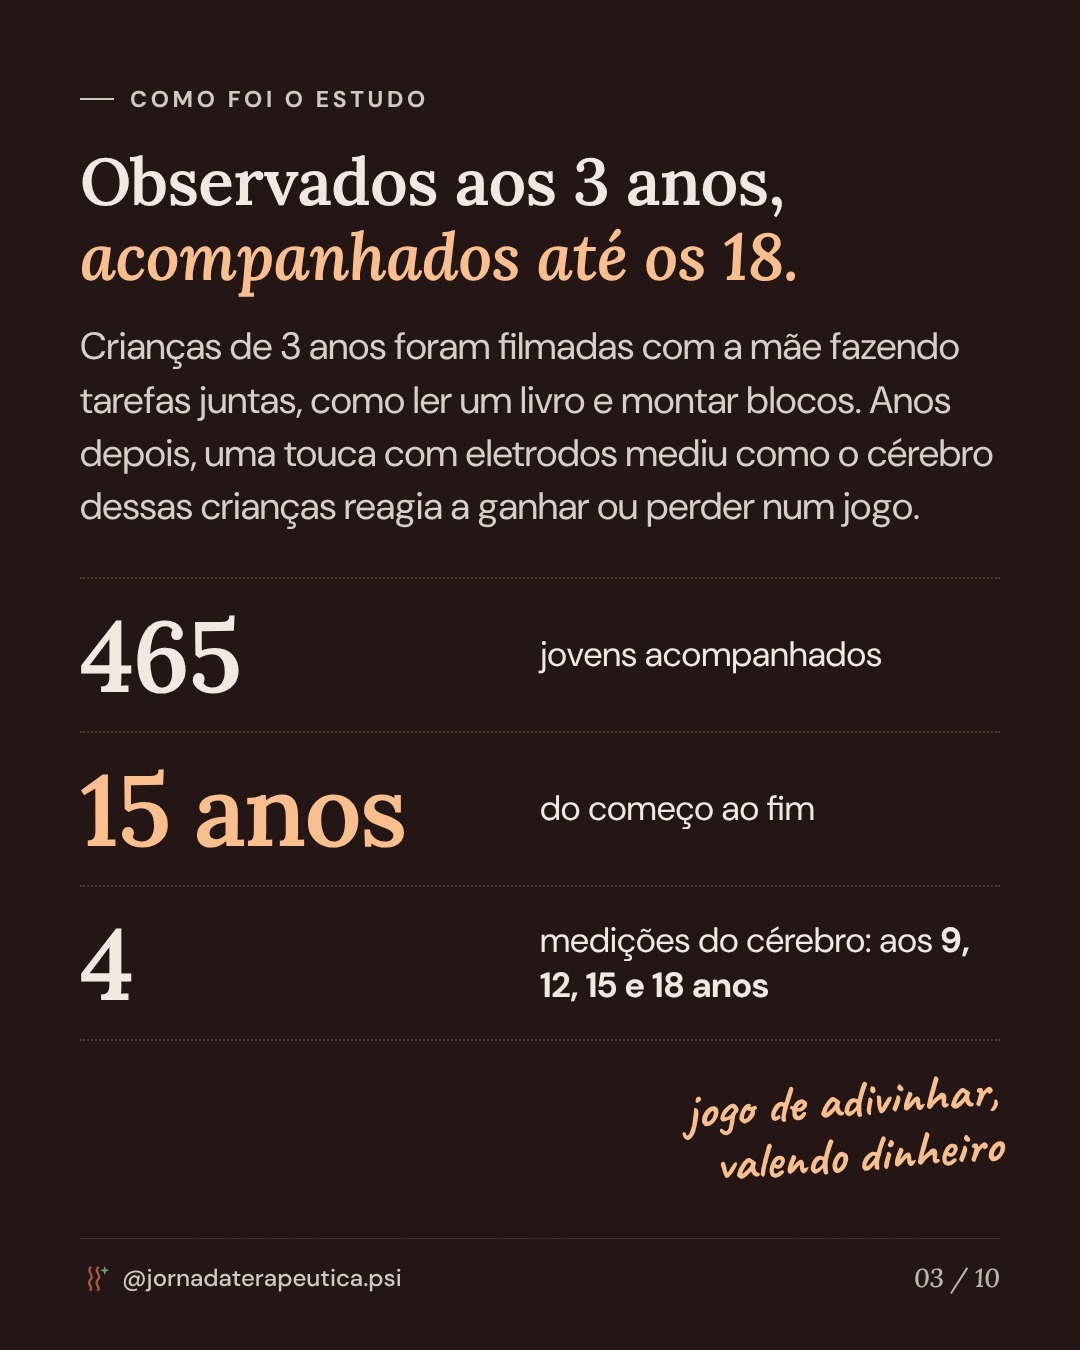 COMO FOI O ESTUDO
Observados aos 3 anos,
acompanhados até os 18.
Crianças de 3 anos foram filmadas com a mãe fazendo
tarefas juntas, como ler um livro e montar blocos. Anos
depois, uma touca com eletrodos mediu como o cérebro
dessas crianças reagia a ganhar ou perder num jogo.
465
jovens acompanhados
15 anos
do começo ao fim
4
medições do cérebro: aos 9,
12, 15 e 18 anos
jogo de adivinhar,
valendo dinheiro
@jornadaterapeutica.psi
03 / 10